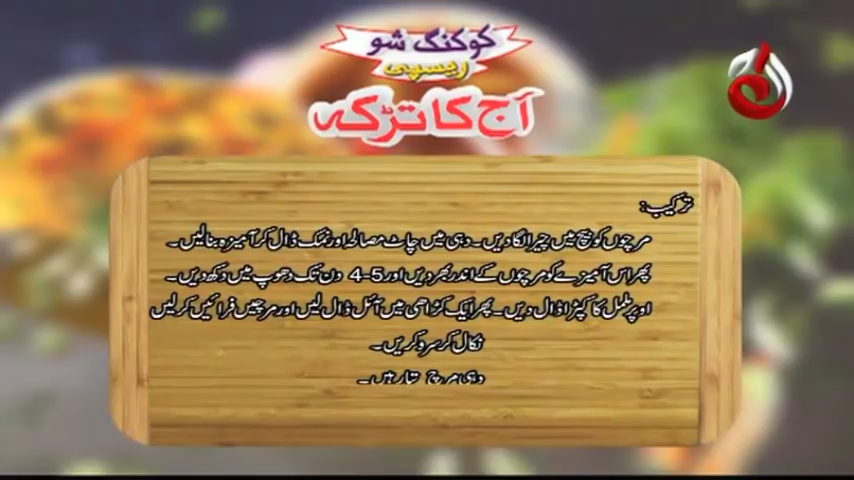 کوکنگ شو
ریسپی
آج کا تڑکہ
ترکیب:
مرچوں کو بیچ میں چیرا لگا دیں۔ دہی میں چاٹ مصالحہ اور نمک ڈال کر آمیزہ بنا لیں۔
پھر اس آمیزے کو مرچوں کے اندر بھر دیں اور 5-4 دن تک دھوپ میں رکھ دیں۔
اوپر ململ کا کپڑا ڈال دیں۔ پھر ایک کڑاھی میں آئل ڈال لیں اور مرچیں فرائیں کر لیں
نکال کر سرو کریں۔
دہی مرچ تیار ہیں۔